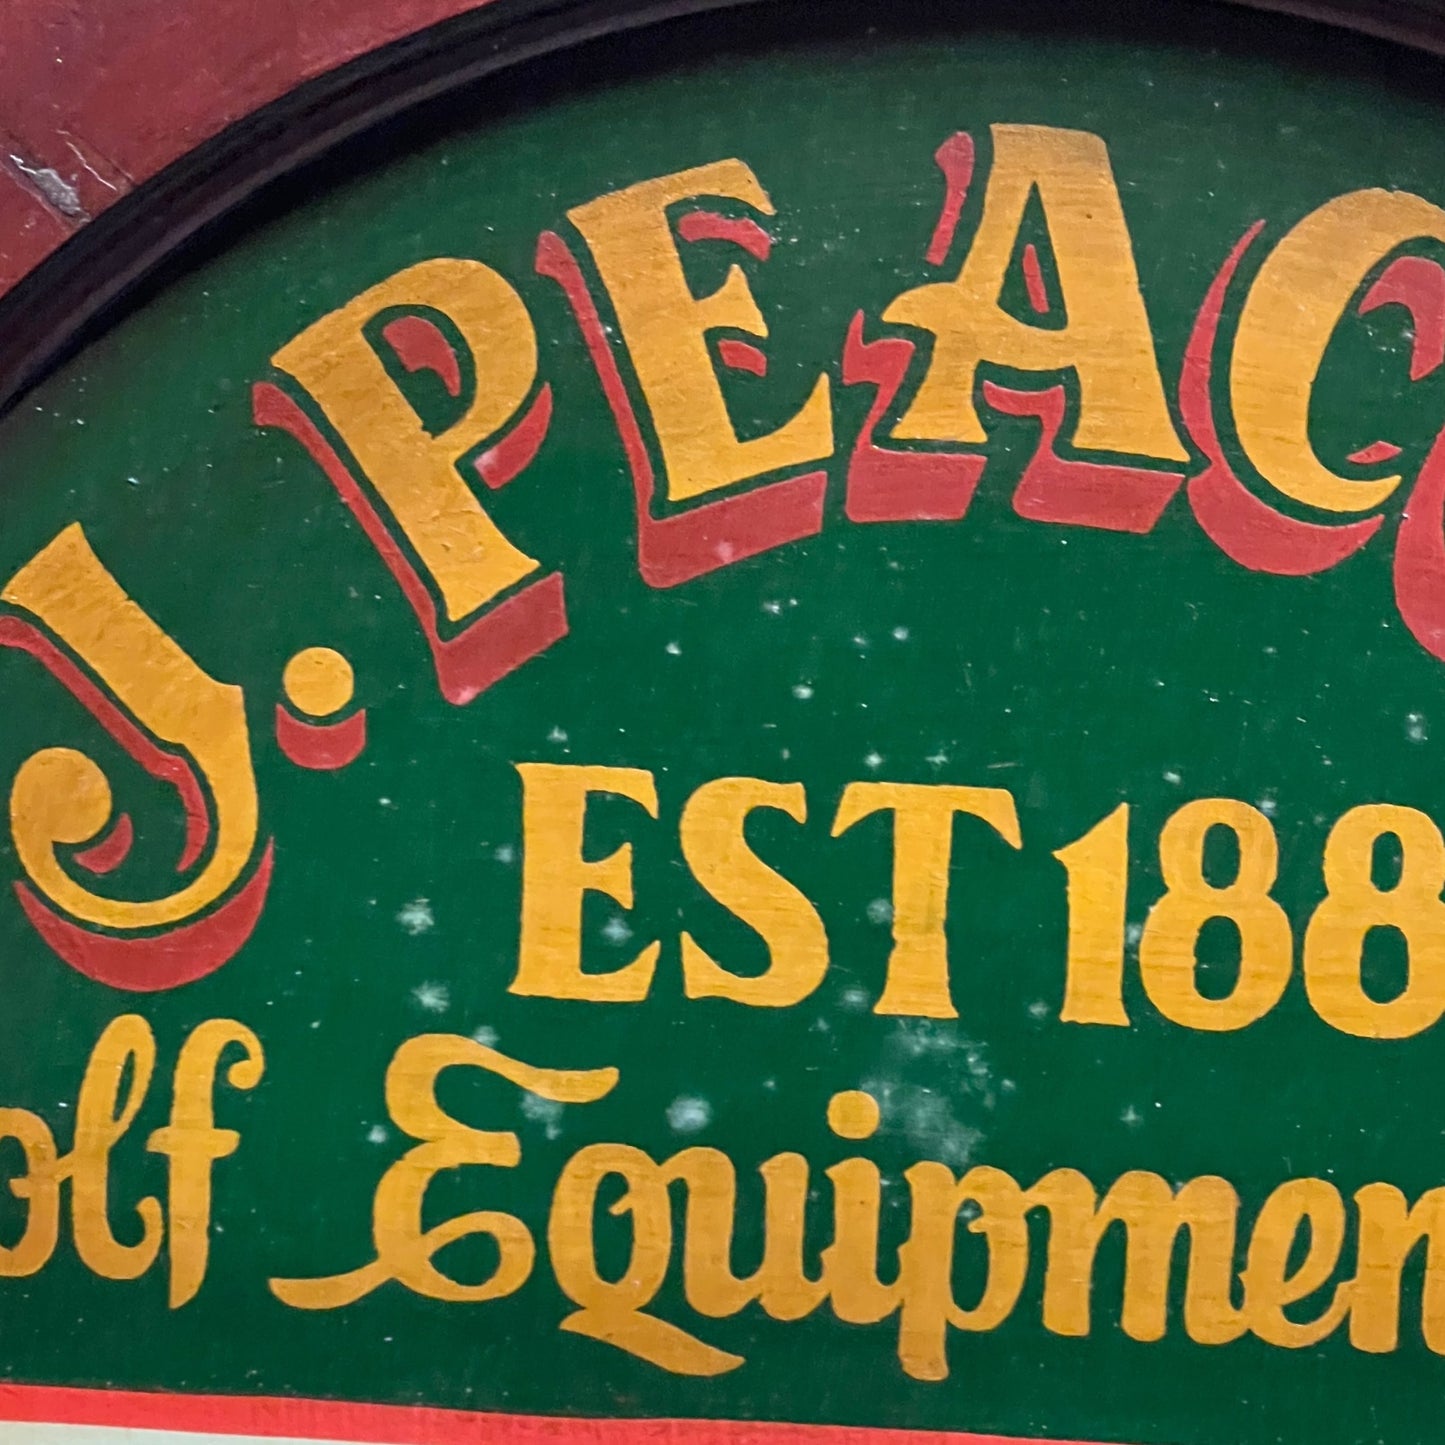 J. PEAC
EST 188
olf Equipmen